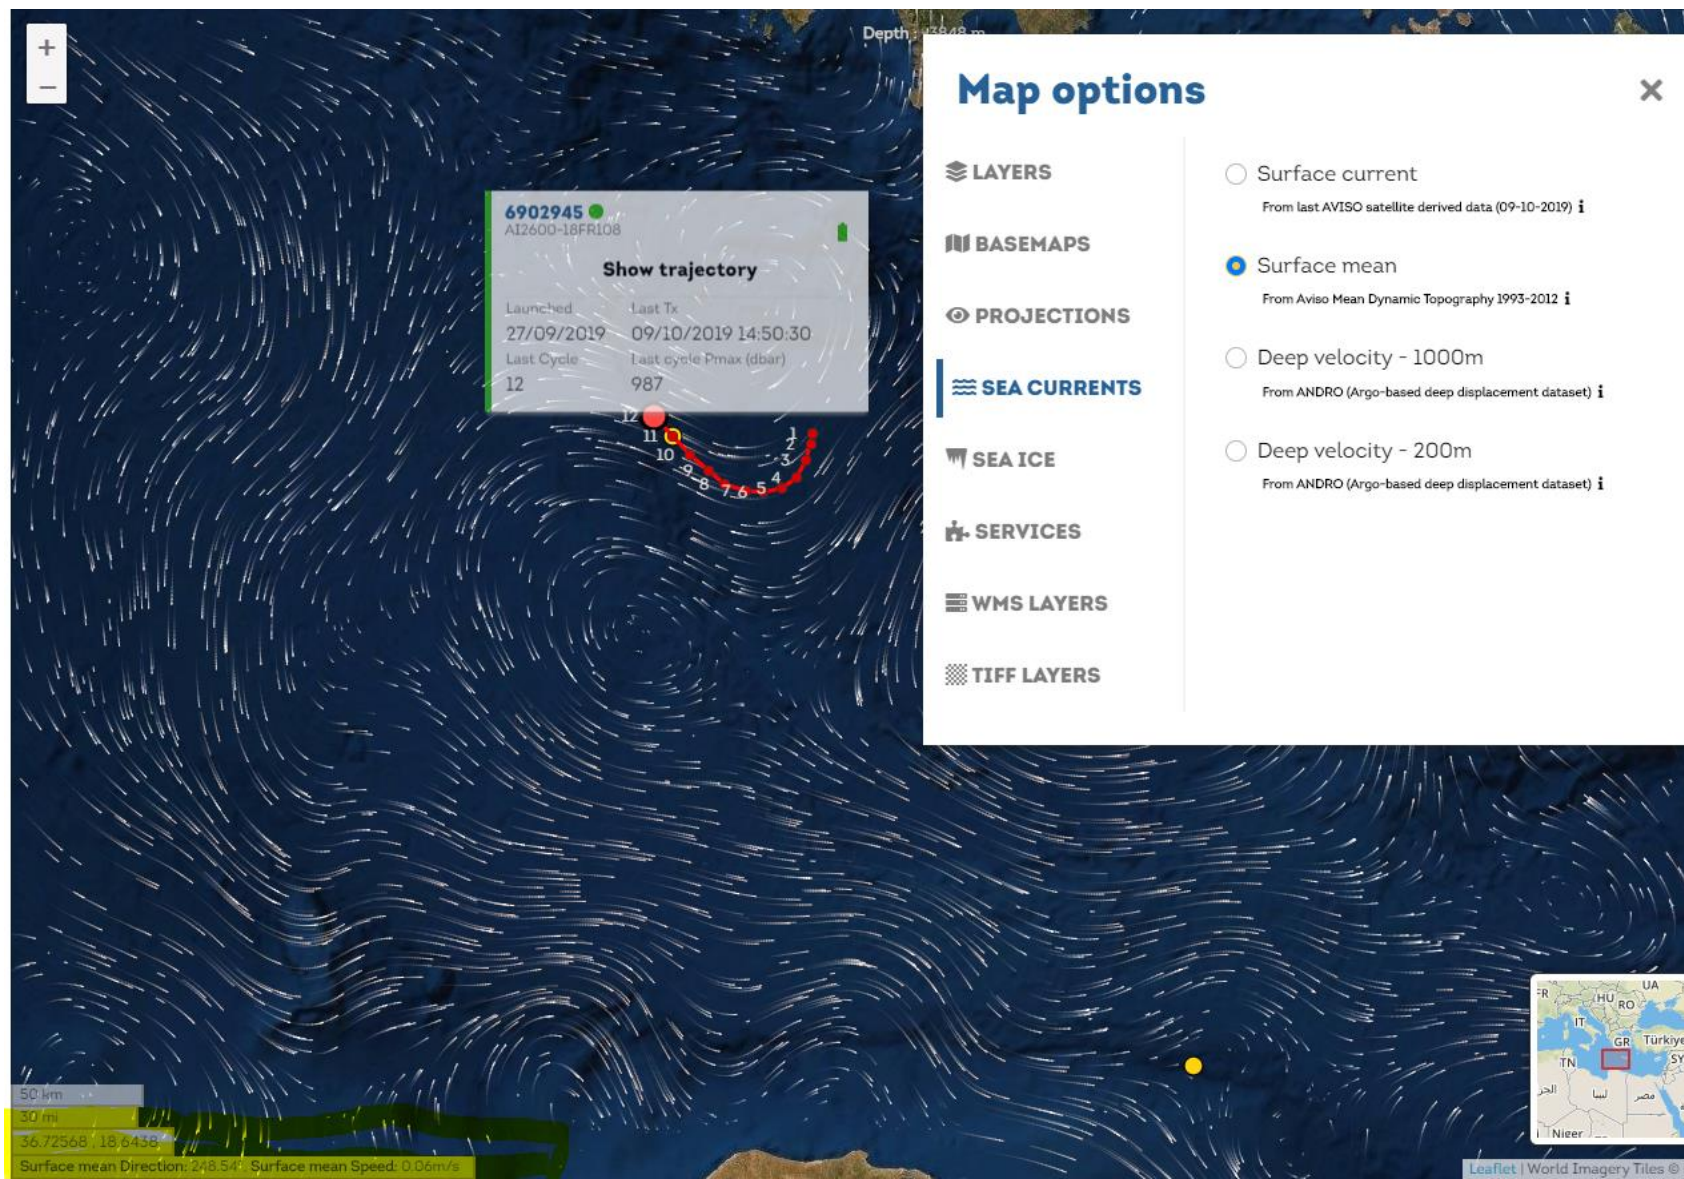 +
−
Depth : -3848 m
Map options
×
LAYERS
BASEMAPS
PROJECTIONS
SEA CURRENTS
SEA ICE
SERVICES
WMS LAYERS
TIFF LAYERS
Surface current
From last AVISO satellite derived data (09-10-2019) i
Surface mean
From Aviso Mean Dynamic Topography 1993-2012 i
Deep velocity - 1000m
From ANDRO (Argo-based deep displacement dataset) i
Deep velocity - 200m
From ANDRO (Argo-based deep displacement dataset) i
6902945
AI2600-18FR108
Show trajectory
Launched Last Tx
27/09/2019 09/10/2019 14:50:30
Last Cycle Last cycle Pmax (dbar)
12 987
12
11
10
9
8
7
6
5
4
3
2
1
50 km
30 mi
36.72568 , 18.6438
Surface mean Direction: 248.54°, Surface mean Speed: 0.06m/s
FR
HU
UA
RO
IT
GR
Türkiye
TN
SY
الجز
ليبيا
مصر
Niger
Leaflet | World Imagery Tiles ©